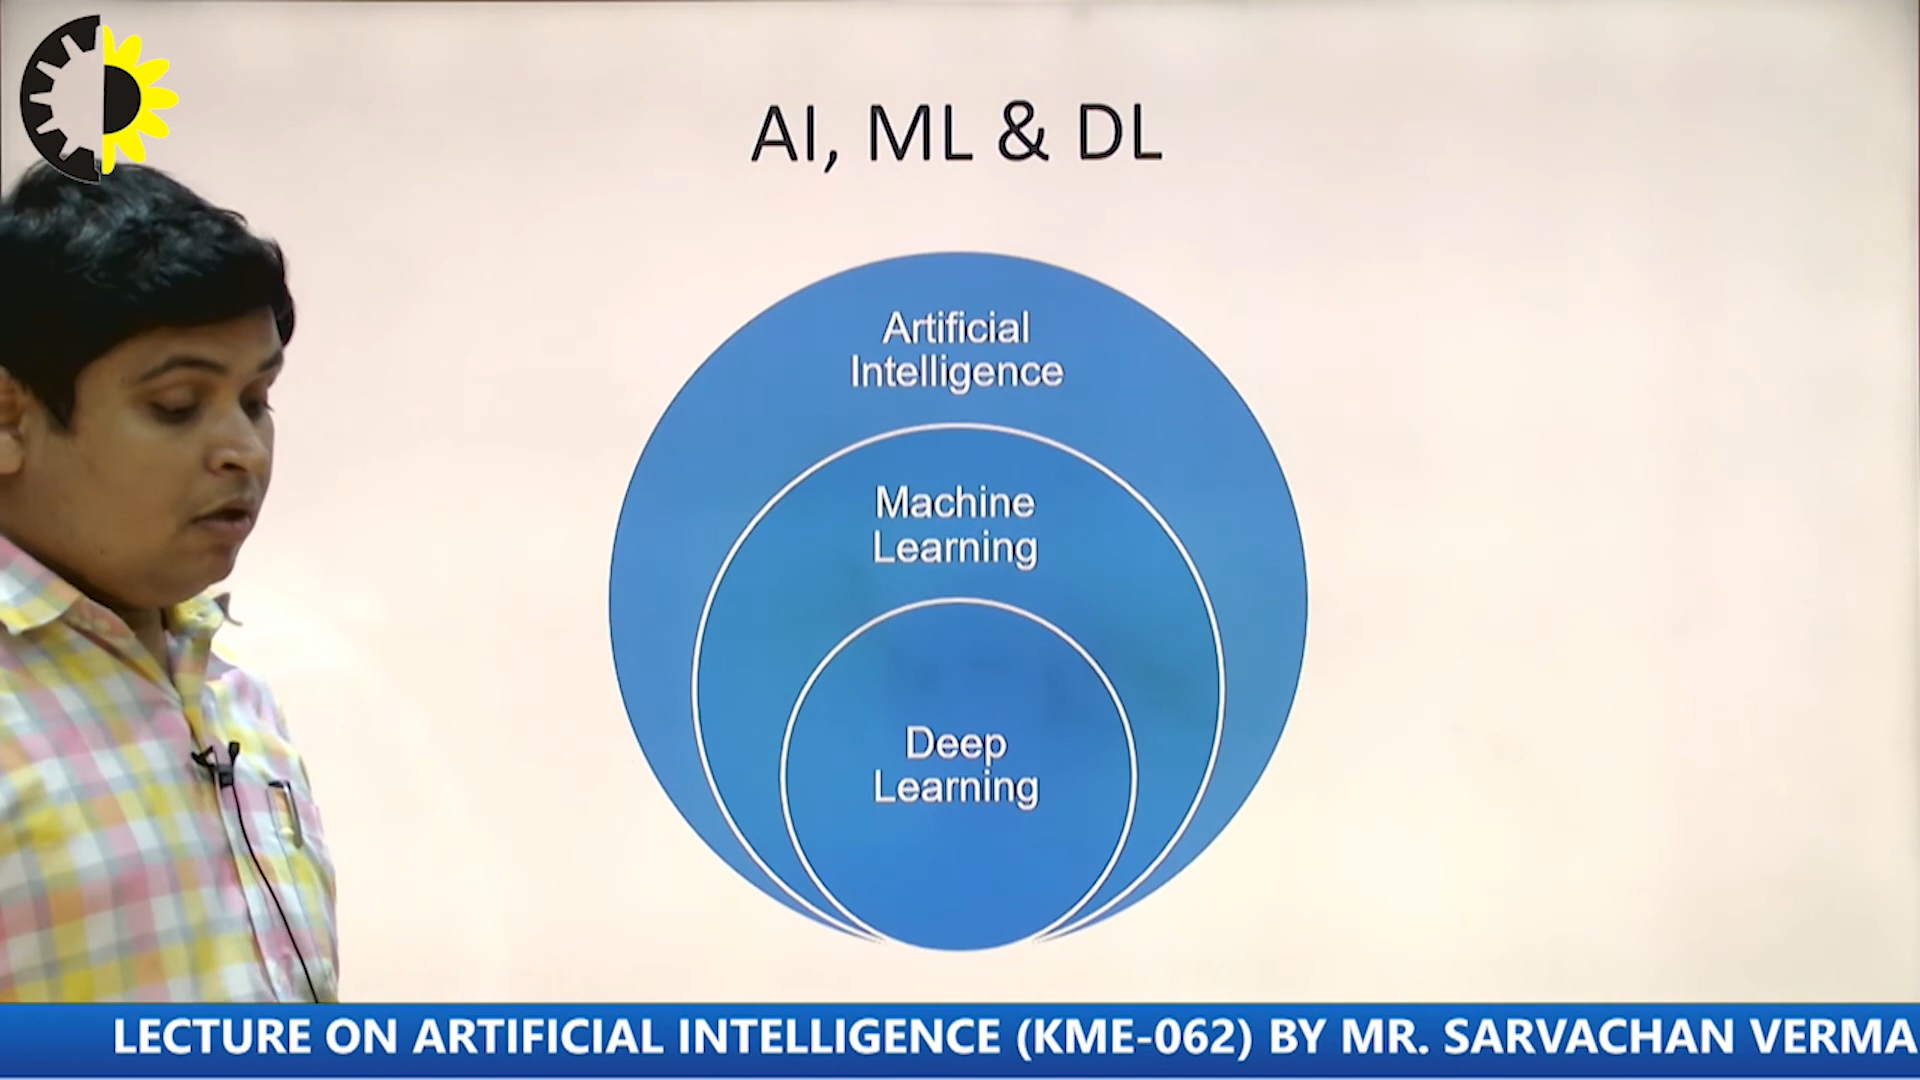 AI, ML & DL
Artificial
Intelligence
Machine
Learning
Deep
Learning
LECTURE ON ARTIFICIAL INTELLIGENCE (KME-062) BY MR. SARVACHAN VERMA